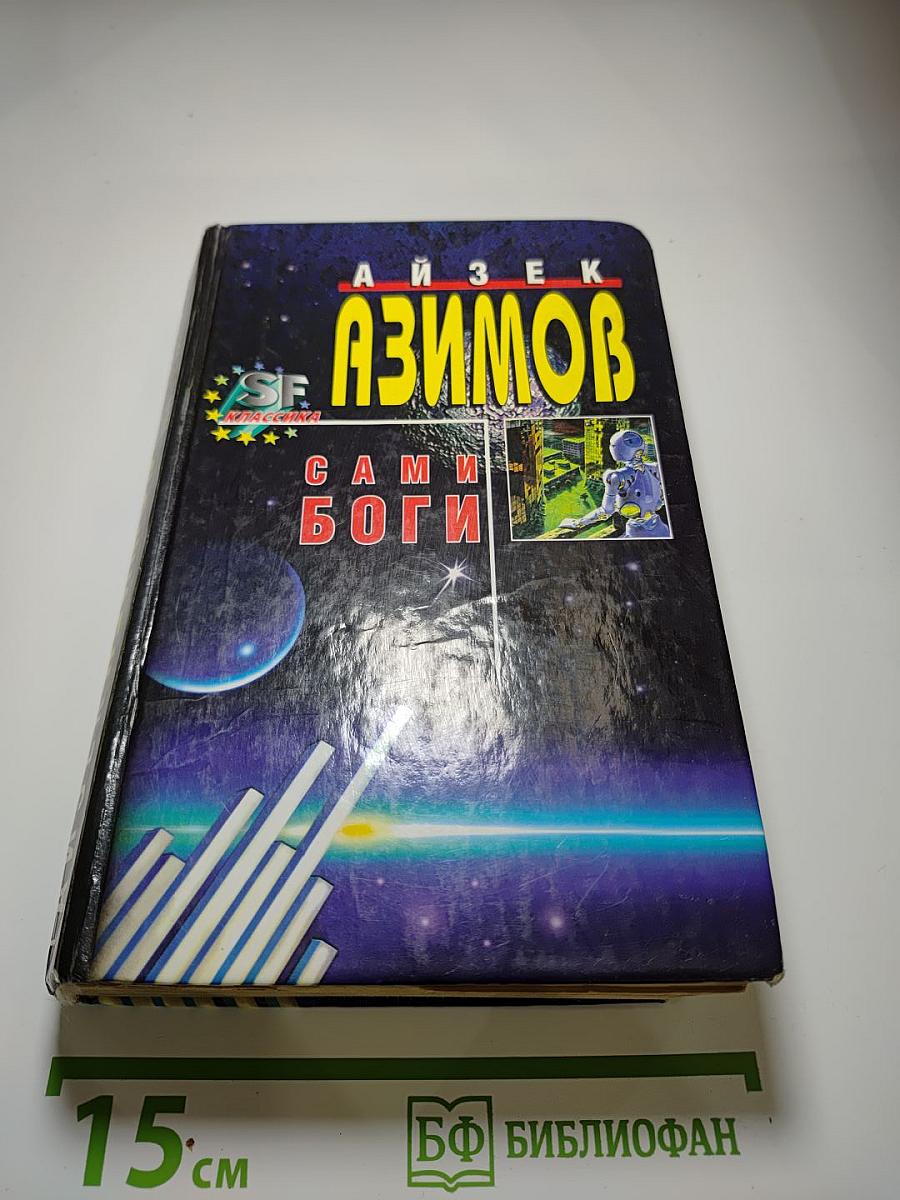 АЙЗЕК
АЗИМОВ
SF
КЛАССИКА
САМИ
БОГИ
15 см
БФ БИБЛИОФАН